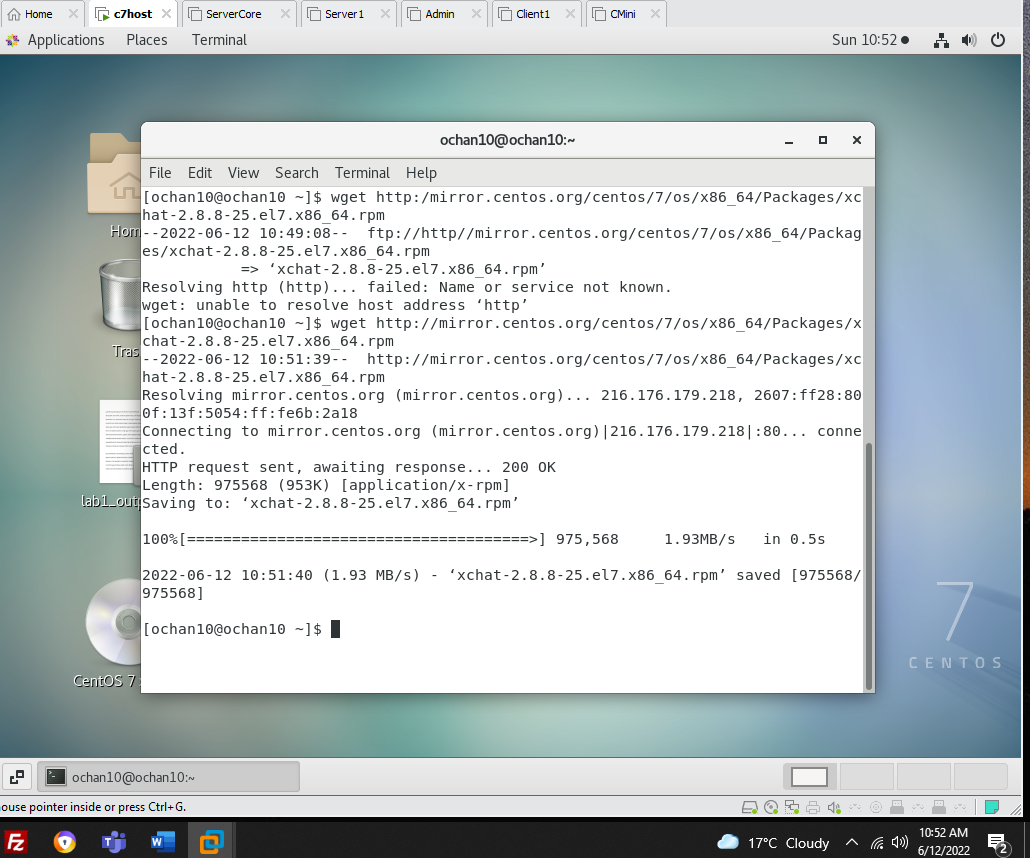 Home
c7host
ServerCore
Server1
Admin
Client1
CMini
Applications Places Terminal
Sun 10:52
ochan10@ochan10:~
File Edit View Search Terminal Help
[ochan10@ochan10 ~]$ wget http:/mirror.centos.org/centos/7/os/x86_64/Packages/xc
hat-2.8.8-25.el7.x86_64.rpm
--2022-06-12 10:49:08--  ftp://http//mirror.centos.org/centos/7/os/x86_64/Packag
es/xchat-2.8.8-25.el7.x86_64.rpm
           => ‘xchat-2.8.8-25.el7.x86_64.rpm’
Resolving http (http)... failed: Name or service not known.
wget: unable to resolve host address ‘http’
[ochan10@ochan10 ~]$ wget http://mirror.centos.org/centos/7/os/x86_64/Packages/x
chat-2.8.8-25.el7.x86_64.rpm
--2022-06-12 10:51:39--  http://mirror.centos.org/centos/7/os/x86_64/Packages/xc
hat-2.8.8-25.el7.x86_64.rpm
Resolving mirror.centos.org (mirror.centos.org)... 216.176.179.218, 2607:ff28:80
0f:13f:5054:ff:fe6b:2a18
Connecting to mirror.centos.org (mirror.centos.org)|216.176.179.218|:80... conne
cted.
HTTP request sent, awaiting response... 200 OK
Length: 975568 (953K) [application/x-rpm]
Saving to: ‘xchat-2.8.8-25.el7.x86_64.rpm’
100%[======================================>] 975,568     1.93MB/s   in 0.5s
2022-06-12 10:51:40 (1.93 MB/s) - ‘xchat-2.8.8-25.el7.x86_64.rpm’ saved [975568/
975568]
[ochan10@ochan10 ~]$
Hom
Tras
lab1_outp
CentOS 7
7
CENTOS
ochan10@ochan10:~
ouse pointer inside or press Ctrl+G.
17°C Cloudy
10:52 AM
6/12/2022
2